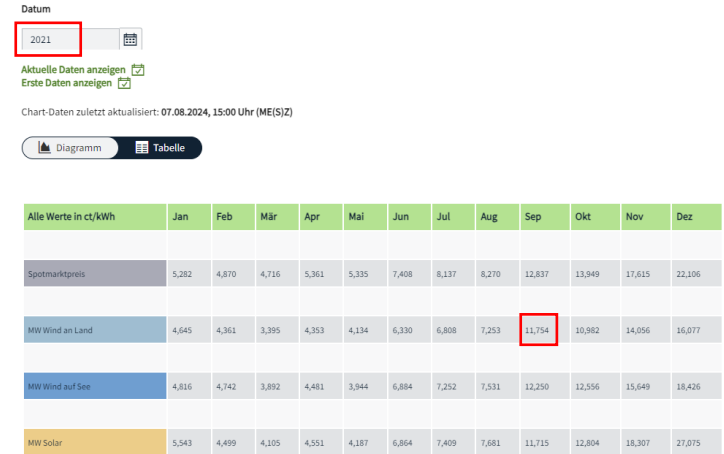 Datum
2021
Aktuelle Daten anzeigen
Erste Daten anzeigen
Chart-Daten zuletzt aktualisiert: 07.08.2024, 15:00 Uhr (ME(S)Z)
Diagramm Tabelle
Alle Werte in ct/kWh Jan Feb Mär Apr Mai Jun Jul Aug Sep Okt Nov Dez
Spotmarktpreis 5,282 4,870 4,716 5,361 5,335 7,408 8,137 8,270 12,837 13,949 17,615 22,106
MW Wind an Land 4,645 4,361 3,395 4,353 4,134 6,330 6,808 7,253 11,754 10,982 14,056 16,077
MW Wind auf See 4,816 4,742 3,892 4,481 3,944 6,884 7,252 7,531 12,250 12,556 15,649 18,426
MW Solar 5,543 4,499 4,105 4,551 4,187 6,864 7,409 7,681 11,715 12,804 18,307 27,075